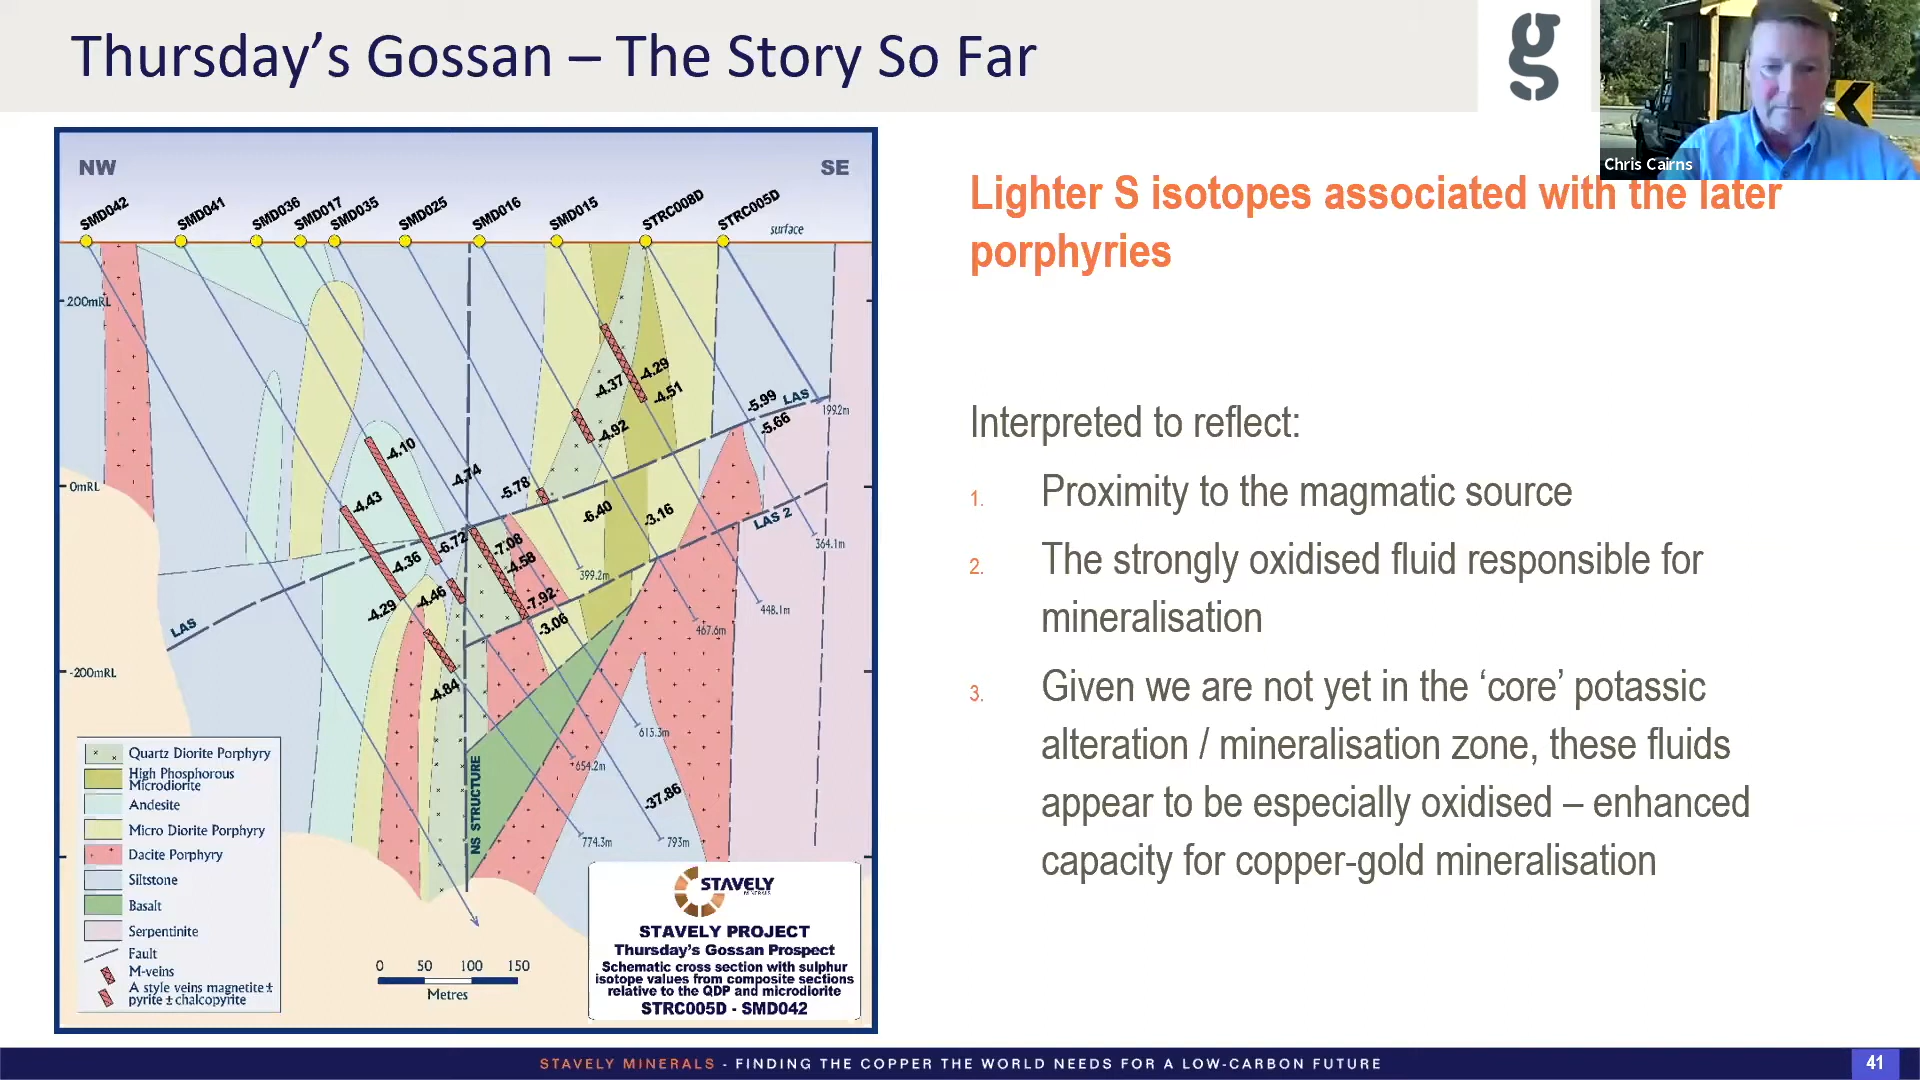 Thursday's Gossan – The Story So Far
g
Chris Cairns
Lighter S isotopes associated with the later
porphyries
Interpreted to reflect:
1. Proximity to the magmatic source
2. The strongly oxidised fluid responsible for
mineralisation
3. Given we are not yet in the 'core' potassic
alteration / mineralisation zone, these fluids
appear to be especially oxidised – enhanced
capacity for copper-gold mineralisation
NW
SE
SMD042
SMD041
SMD036
SMD017
SMD035
SMD025
SMD016
SMD015
STRC008D
STRC005D
surface
200mRL
0mRL
-200mRL
-4.29
-4.37
-4.51
-4.92
-5.99
LAS
199.2m
-5.66
-4.10
-4.74
-5.78
-4.43
-6.40
-3.16
LAS 2
364.1m
-6.72
-7.08
-4.58
-4.36
399.2m
-4.46
-7.92
-4.29
448.1m
-3.06
467.6m
LAS
-4.84
615.3m
654.2m
-37.86
774.3m
793m
NS STRUCTURE
Quartz Diorite Porphyry
High Phosphorous
Microdiorite
Andesite
Micro Diorite Porphyry
Dacite Porphyry
Siltstone
Basalt
Serpentinite
Fault
M-veins
A style veins magnetite±
pyrite ± chalcopyrite
0 50 100 150
Metres
STAVELY
MINERALS
STAVELY PROJECT
Thursday's Gossan Prospect
Schematic cross section with sulphur
isotope values from composite sections
relative to the QDP and microdiorite
STRC005D - SMD042
STAVELY MINERALS - FINDING THE COPPER THE WORLD NEEDS FOR A LOW-CARBON FUTURE
41